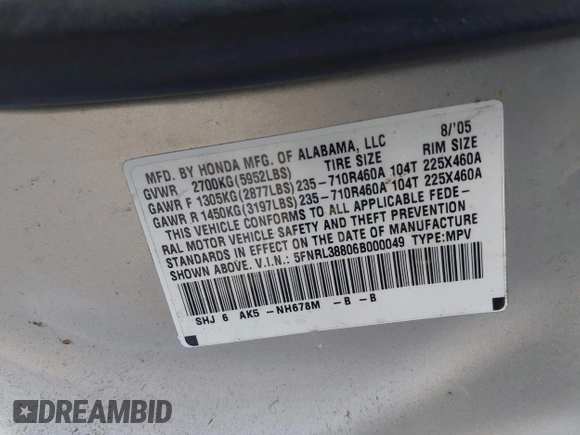 MFD. BY HONDA MFG. OF ALABAMA, LLC 8/'05
GVWR 2700KG(5952LBS) TIRE SIZE RIM SIZE
GAWR F 1305KG(2877LBS)235-710R460A 104T 225X460A
GAWR R 1450KG(3197LBS)235-710R460A 104T 225X460A
THIS VEHICLE CONFORMS TO ALL APPLICABLE FEDE-
RAL MOTOR VEHICLE SAFETY AND THEFT PREVENTION
STANDARDS IN EFFECT ON THE DATE OF MANUFACTURE
SHOWN ABOVE. V.I.N.: 5FNRL38806B000049 TYPE:MPV
SHJ 6 AK5 -NH678M -B -B
DREAMBID